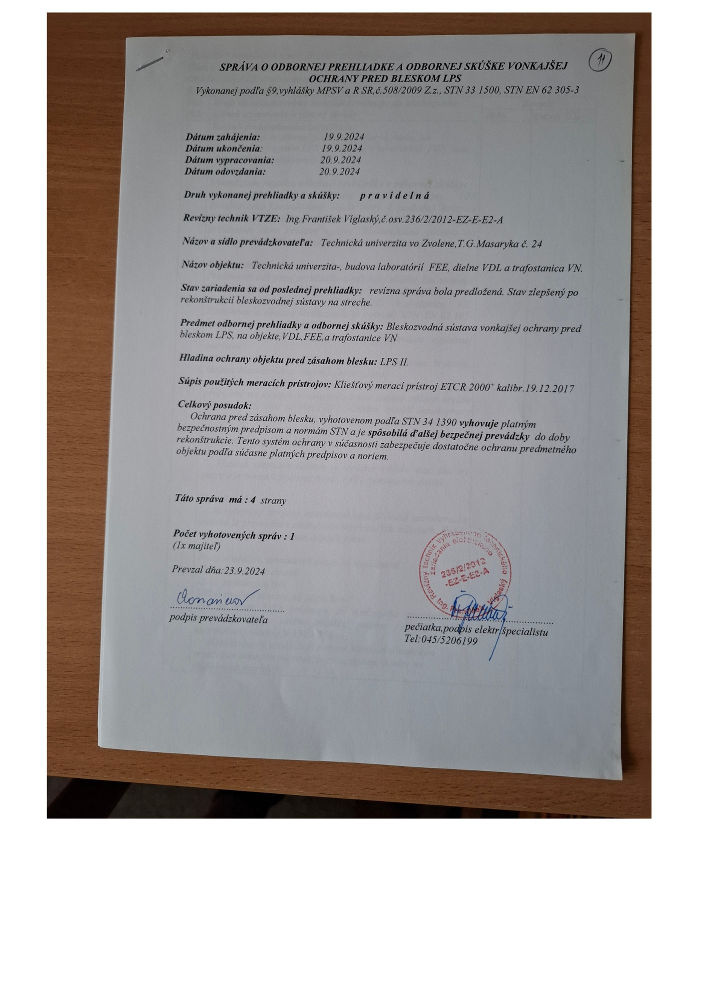 11
SPRÁVA O ODBORNEJ PREHLIADKE A ODBORNEJ SKÚŠKE VONKAJŠEJ
OCHRANY PRED BLESKOM LPS
Vykonanej podľa §9,vyhlášky MPSV a R SR,č.508/2009 Z.z., STN 33 1500, STN EN 62 305-3
Dátum zahájenia: 19.9.2024
Dátum ukončenia: 19.9.2024
Dátum vypracovania: 20.9.2024
Dátum odovzdania: 20.9.2024
Druh vykonanej prehliadky a skúšky: p r a v i d e l n á
Revízny technik VTZE: Ing.František Víglaský,č.osv.236/2/2012-EZ-E-E2-A
Názov a sídlo prevádzkovateľa: Technická univerzita vo Zvolene,T.G.Masaryka č. 24
Názov objektu: Technická univerzita-, budova laboratórií FEE, dielne VDL a trafostanica VN.
Stav zariadenia sa od poslednej prehliadky: revízna správa bola predložená. Stav zlepšený po
rekonštrukcií bleskozvodnej sústavy na streche.
Predmet odbornej prehliadky a odbornej skúšky: Bleskozvodná sústava vonkajšej ochrany pred
bleskom LPS, na objekte,VDL,FEE,a trafostanice VN
Hladina ochrany objektu pred zásahom blesku: LPS II.
Súpis použitých meracích prístrojov: Kliešťový merací prístroj ETCR 2000+ kalibr.19.12.2017
Celkový posudok:
Ochrana pred zásahom blesku, vyhotovenom podľa STN 34 1390 vyhovuje platným
bezpečnostným predpisom a normám STN a je spôsobilá ďalšej bezpečnej prevádzky do doby
rekonštrukcie. Tento systém ochrany v súčasnosti zabezpečuje dostatočne ochranu predmetného
objektu podľa súčasne platných predpisov a noriem.
Táto správa má : 4 strany
Počet vyhotovených správ : 1
(1x majiteľ)
Prevzal dňa:23.9.2024
podpis prevádzkovateľa
Revízny technik vyhradeného technického
zariadania elektrického
236/2/2012
-EZ-E-E2-A
pečiatka,podpis elektr.špecialistu
Tel:045/5206199